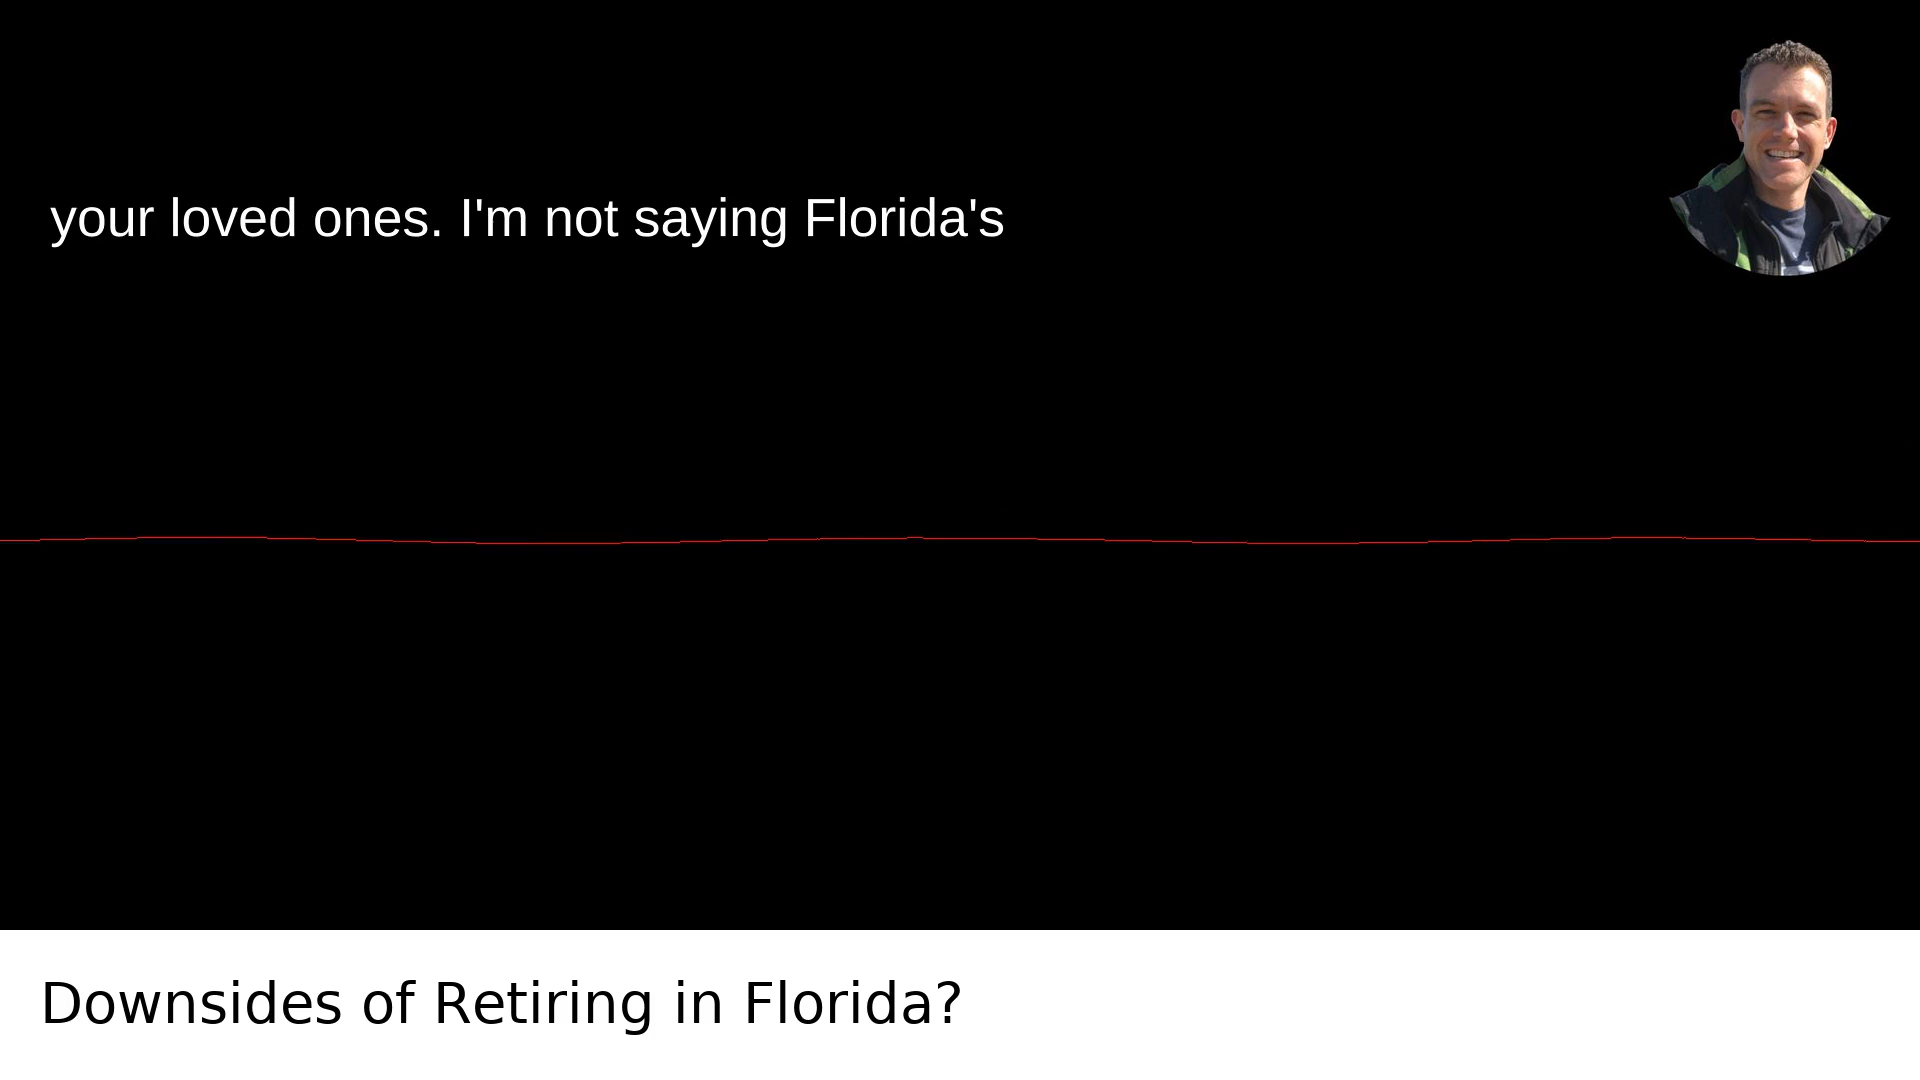 your loved ones. I'm not saying Florida's
Downsides of Retiring in Florida?